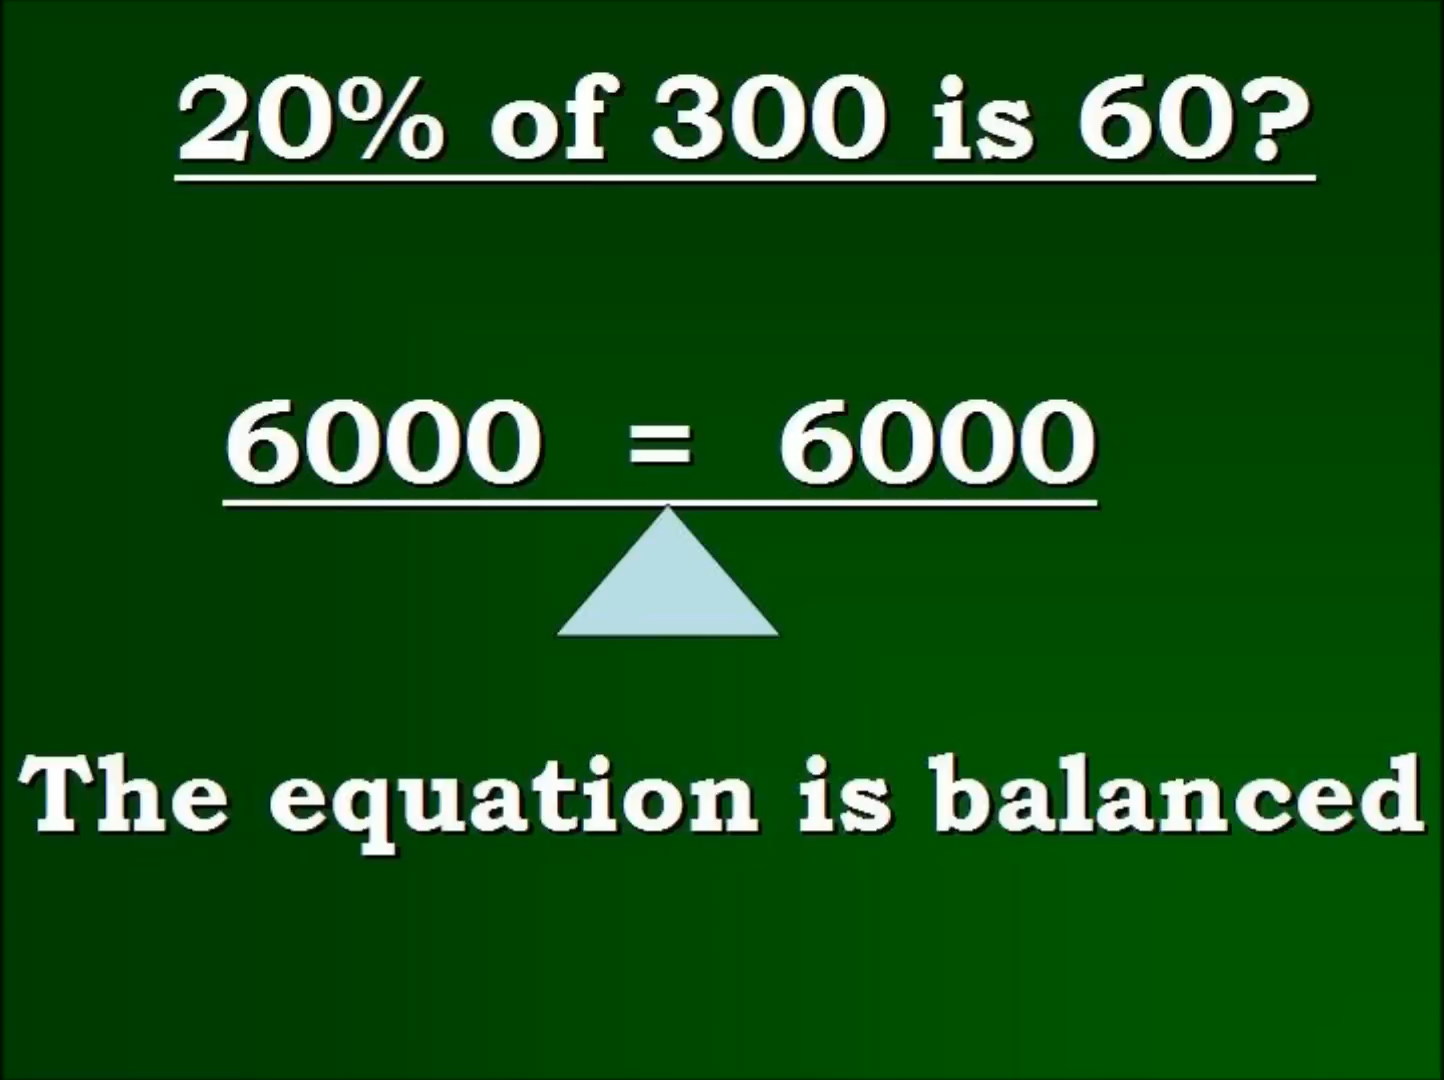 20% of 300 is 60?
6000 = 6000
The equation is balanced